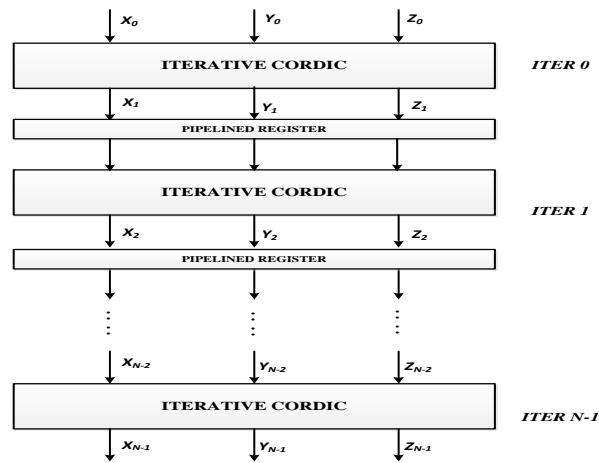 X0 Y0 Z0
ITERATIVE CORDIC ITER 0
X1 Y1 Z1
PIPELINED REGISTER
ITERATIVE CORDIC ITER 1
X2 Y2 Z2
PIPELINED REGISTER
XN-2 YN-2 ZN-2
ITERATIVE CORDIC ITER N-1
XN-1 YN-1 ZN-1